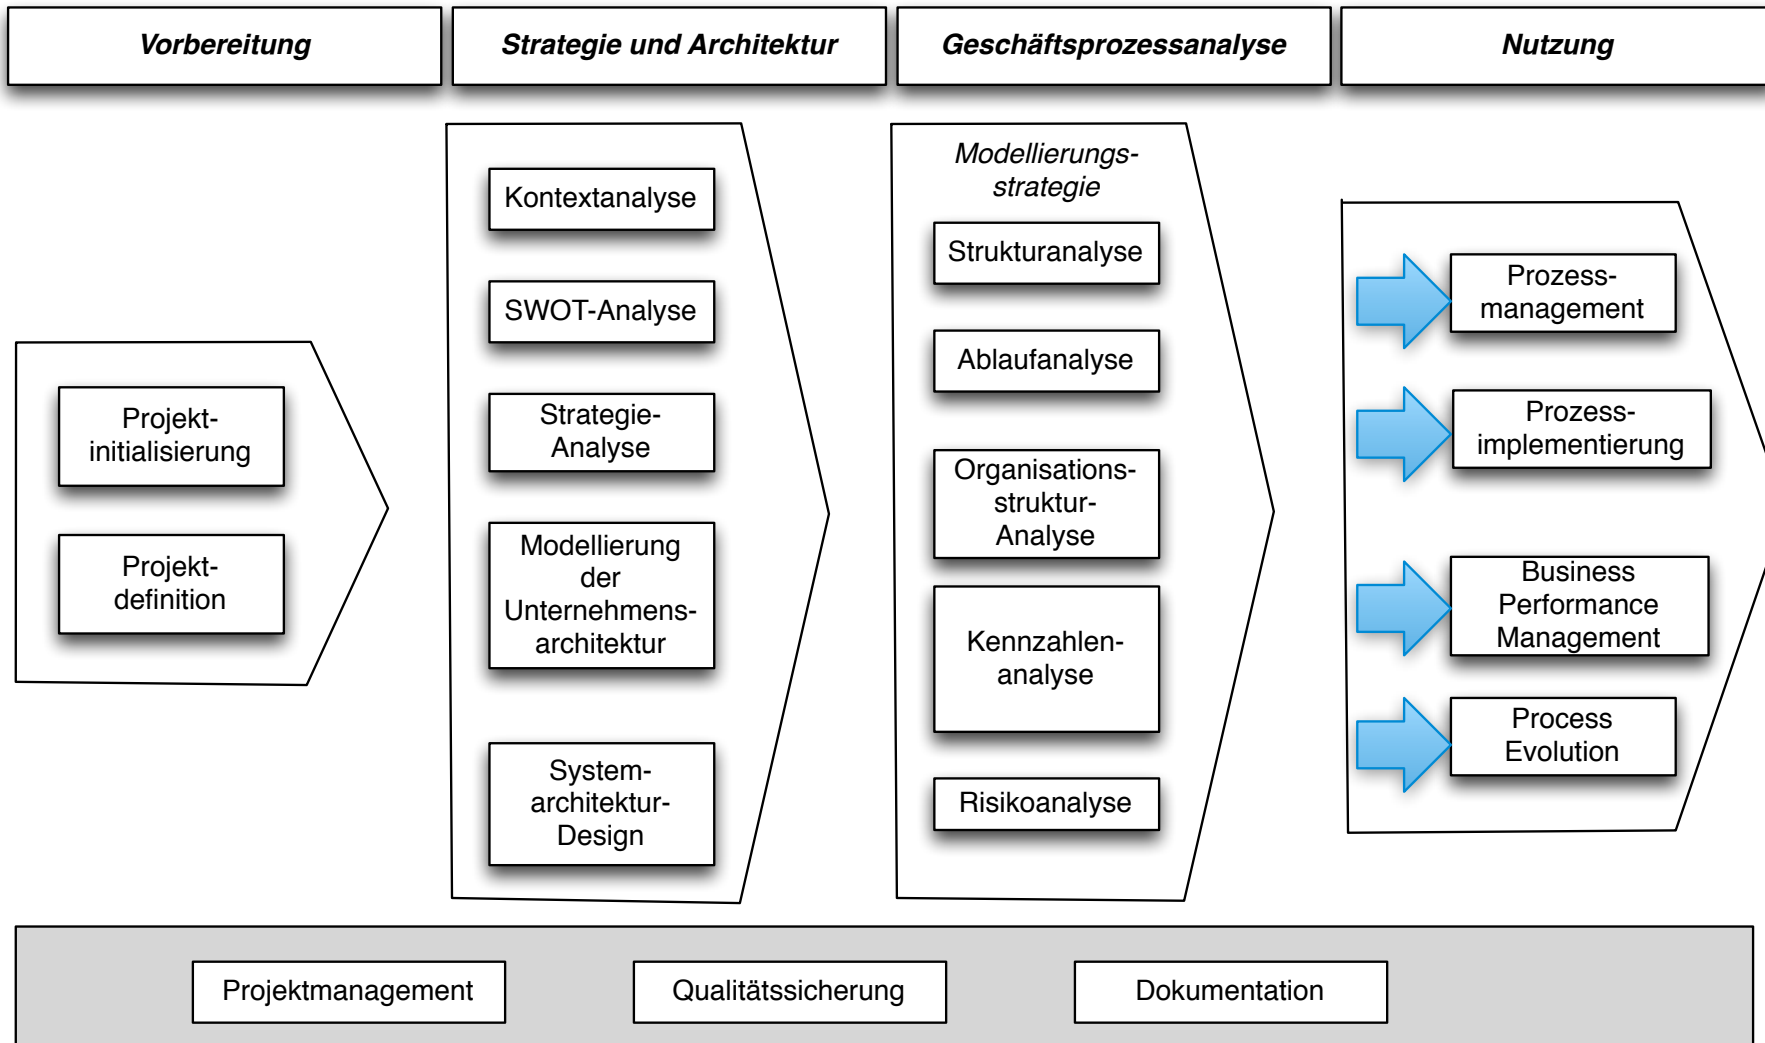 Vorbereitung
Strategie und Architektur
Geschäftsprozessanalyse
Nutzung
Projekt-
initialisierung
Projekt-
definition
Kontextanalyse
SWOT-Analyse
Strategie-
Analyse
Modellierung
der
Unternehmens-
architektur
System-
architektur-
Design
Modellierungs-
strategie
Strukturanalyse
Ablaufanalyse
Organisations-
struktur-
Analyse
Kennzahlen-
analyse
Risikoanalyse
Prozess-
management
Prozess-
implementierung
Business
Performance
Management
Process
Evolution
Projektmanagement
Qualitätssicherung
Dokumentation